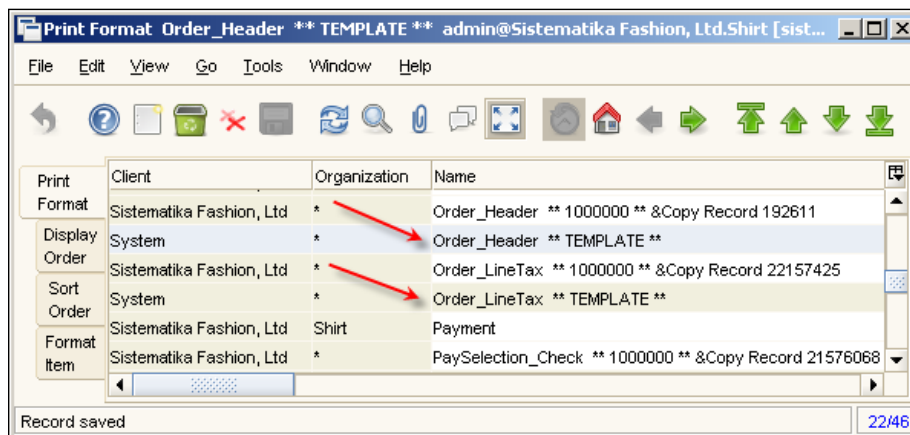 Print Format Order_Header ** TEMPLATE ** admin@Sistematika Fashion, Ltd.Shirt [sist...
File Edit View Go Tools Window Help
Print Format
Display Order
Sort Order
Format Item
Client Organization Name
Sistematika Fashion, Ltd * Order_Header ** 1000000 ** &Copy Record 192611
System * Order_Header ** TEMPLATE **
Sistematika Fashion, Ltd * Order_LineTax ** 1000000 ** &Copy Record 22157425
System * Order_LineTax ** TEMPLATE **
Sistematika Fashion, Ltd Shirt Payment
Sistematika Fashion, Ltd * PaySelection_Check ** 1000000 ** &Copy Record 21576068
Record saved 22/46